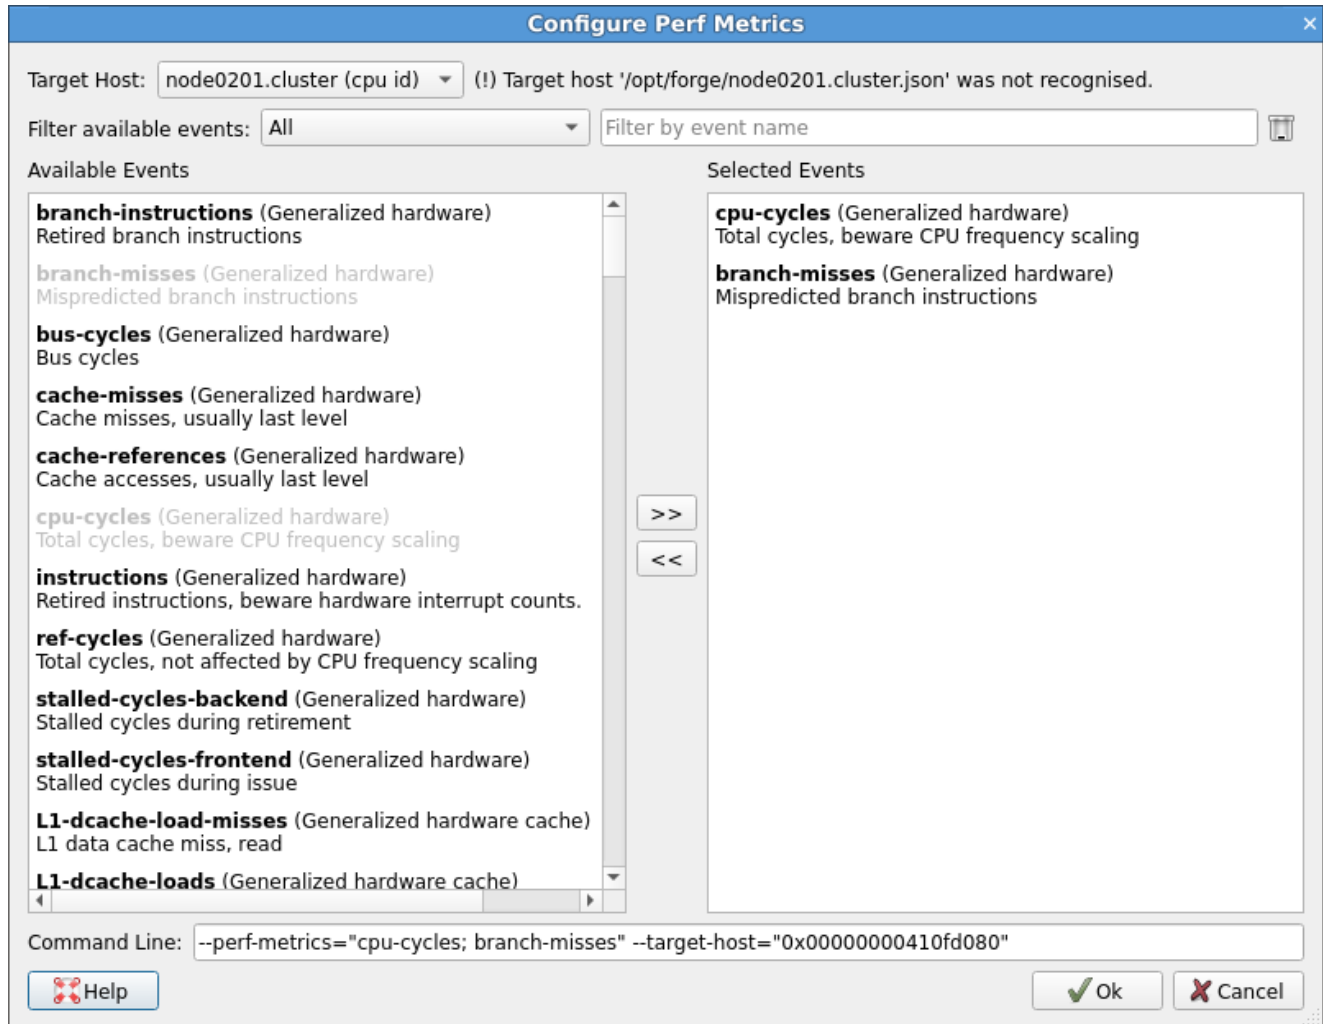 Configure Perf Metrics
Target Host: node0201.cluster (cpu id) (!) Target host '/opt/forge/node0201.cluster.json' was not recognised.
Filter available events: All Filter by event name
Available Events
branch-instructions (Generalized hardware)
Retired branch instructions
branch-misses (Generalized hardware)
Mispredicted branch instructions
bus-cycles (Generalized hardware)
Bus cycles
cache-misses (Generalized hardware)
Cache misses, usually last level
cache-references (Generalized hardware)
Cache accesses, usually last level
cpu-cycles (Generalized hardware)
Total cycles, beware CPU frequency scaling
instructions (Generalized hardware)
Retired instructions, beware hardware interrupt counts.
ref-cycles (Generalized hardware)
Total cycles, not affected by CPU frequency scaling
stalled-cycles-backend (Generalized hardware)
Stalled cycles during retirement
stalled-cycles-frontend (Generalized hardware)
Stalled cycles during issue
L1-dcache-load-misses (Generalized hardware cache)
L1 data cache miss, read
L1-dcache-loads (Generalized hardware cache)
>>
<<
Selected Events
cpu-cycles (Generalized hardware)
Total cycles, beware CPU frequency scaling
branch-misses (Generalized hardware)
Mispredicted branch instructions
Command Line: --perf-metrics="cpu-cycles; branch-misses" --target-host="0x00000000410fd080"
Help Ok Cancel